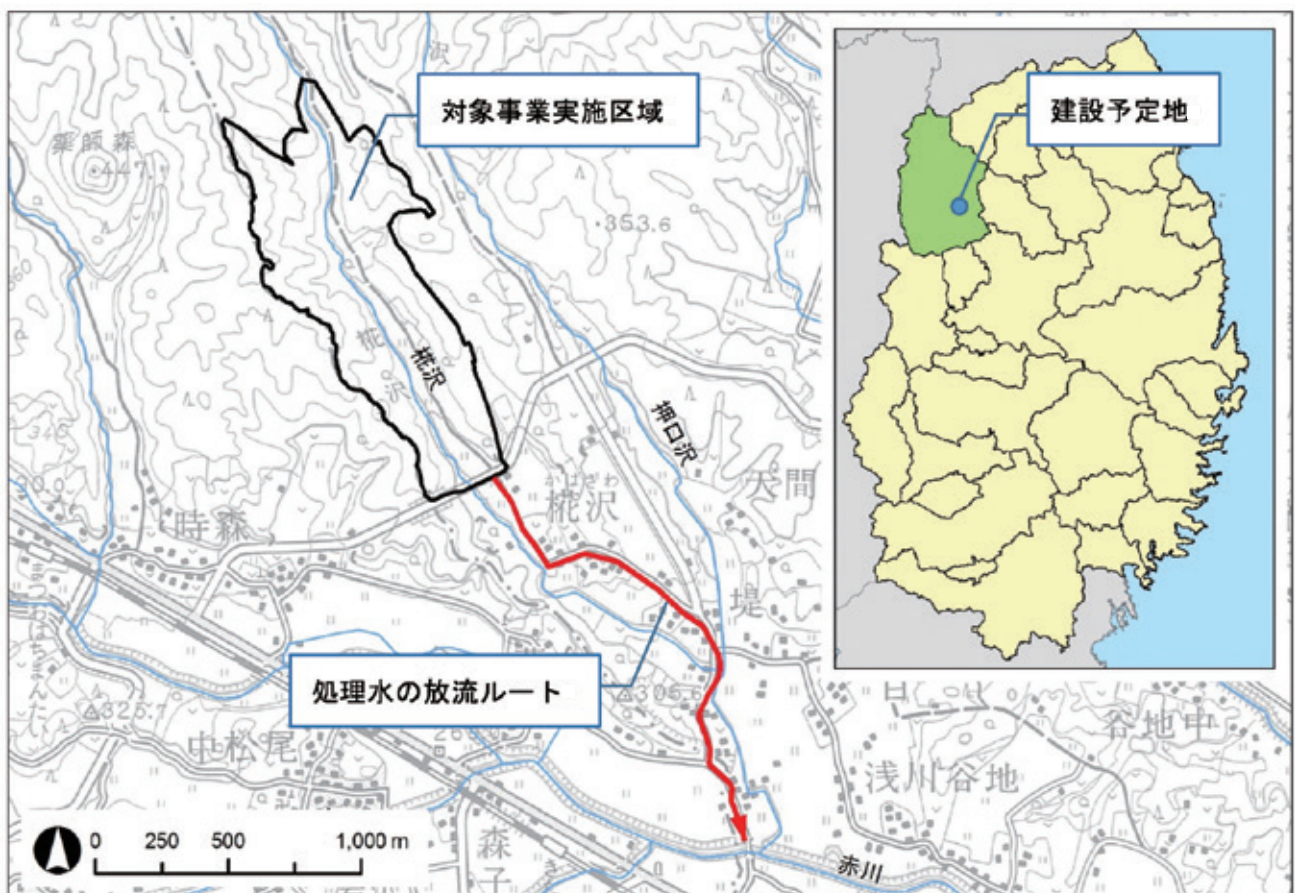 対象事業実施区域
建設予定地
薬師森
・447.1
・353.6
椛沢
椛沢
押口沢
かばざわ
椛沢
天間
時森
堤
処理水の放流ルート
△305.6
△325.7
中松尾
谷地中
浅川谷地
森子
赤川
0 250 500 1,000 m